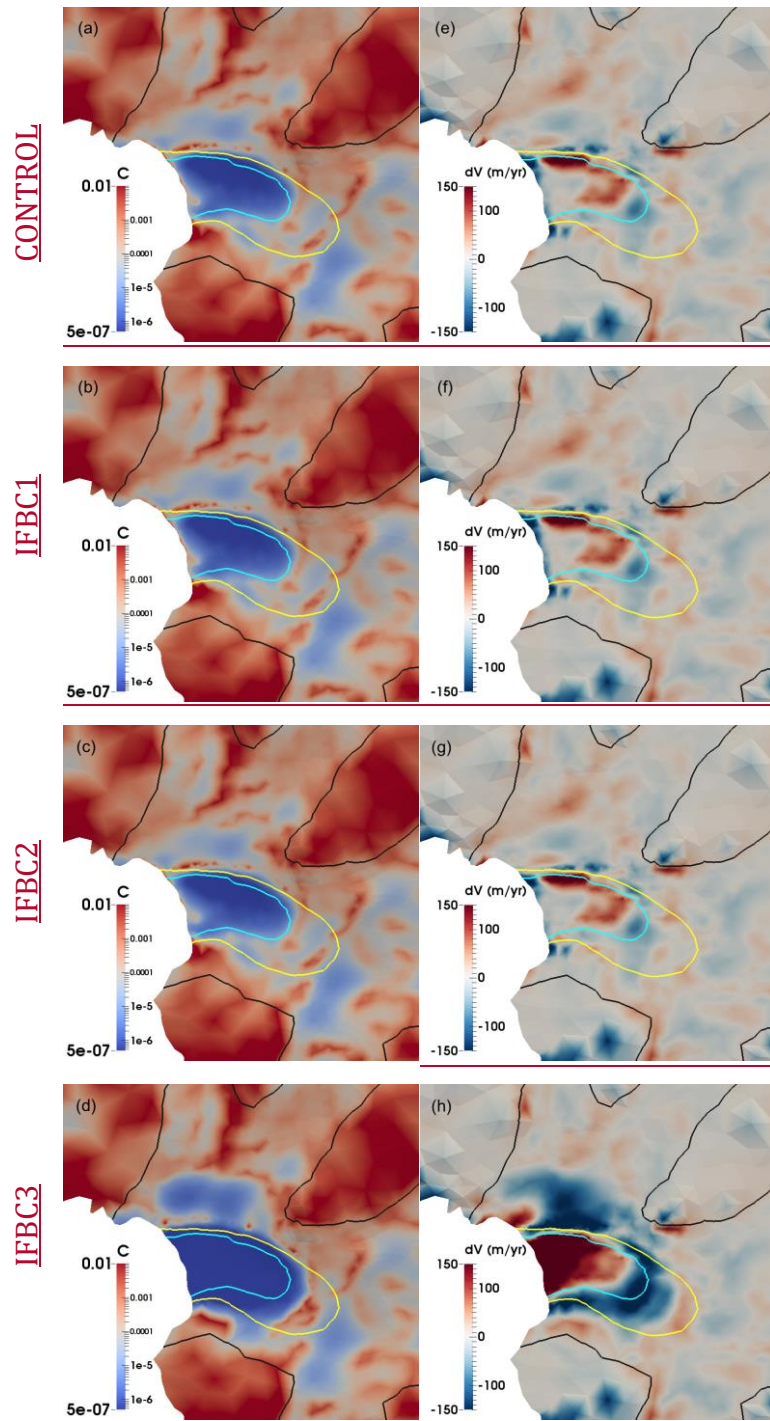 CONTROL
(a)
C
0.01
0.001
0.0001
1e-5
1e-6
5e-07
(e)
dV (m/yr)
150
100
0
-100
-150
IFBC1
(b)
C
0.01
0.001
0.0001
1e-5
1e-6
5e-07
(f)
dV (m/yr)
150
100
0
-100
-150
IFBC2
(c)
C
0.01
0.001
0.0001
1e-5
1e-6
5e-07
(g)
dV (m/yr)
150
100
0
-100
-150
IFBC3
(d)
C
0.01
0.001
0.0001
1e-5
1e-6
5e-07
(h)
dV (m/yr)
150
100
0
-100
-150